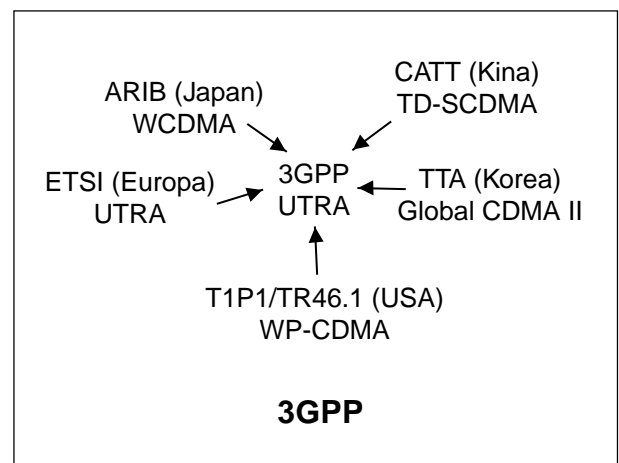 ARIB (Japan)
WCDMA
CATT (Kina)
TD-SCDMA
ETSI (Europa)
UTRA
3GPP
UTRA
TTA (Korea)
Global CDMA II
T1P1/TR46.1 (USA)
WP-CDMA
3GPP